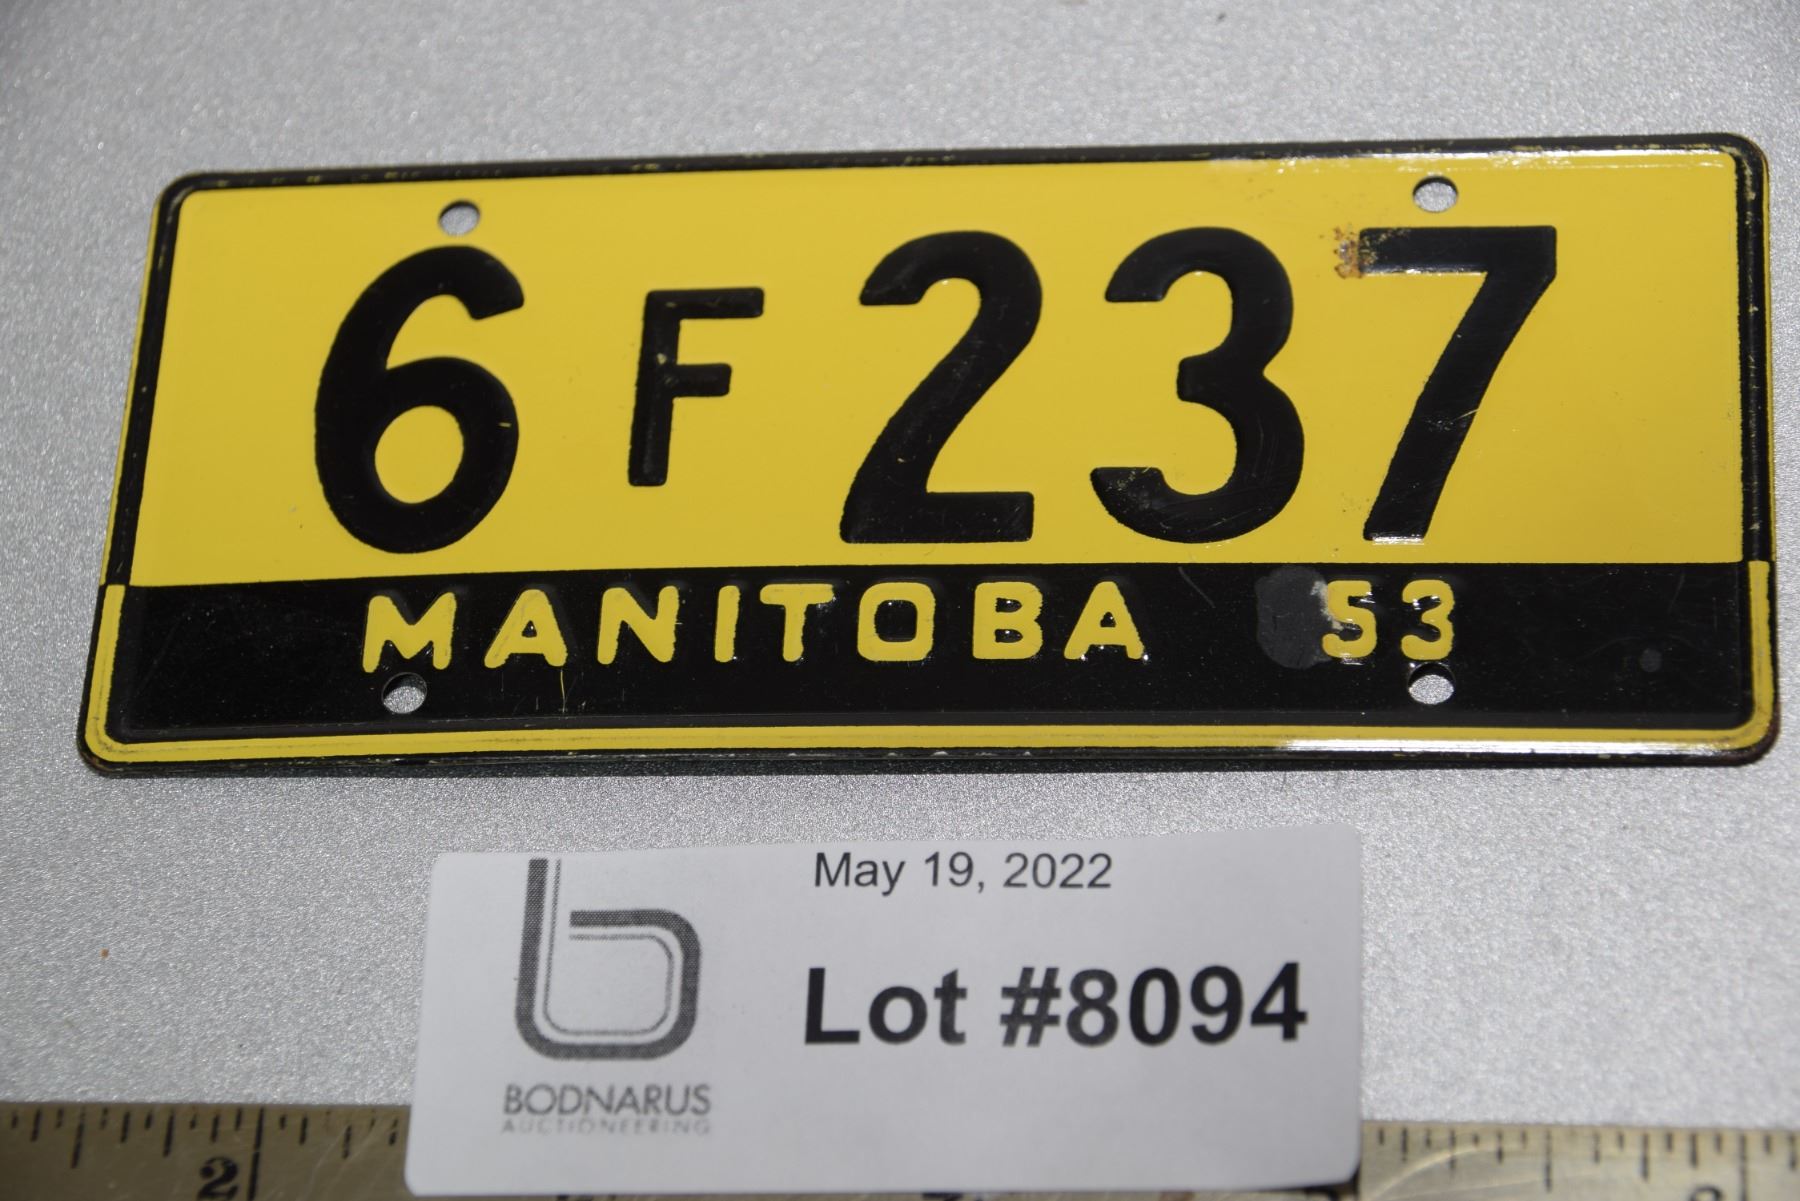 6 F 237
MANITOBA 53
May 19, 2022
Lot #8094
BODNARUS
AUCTIONEERING
2